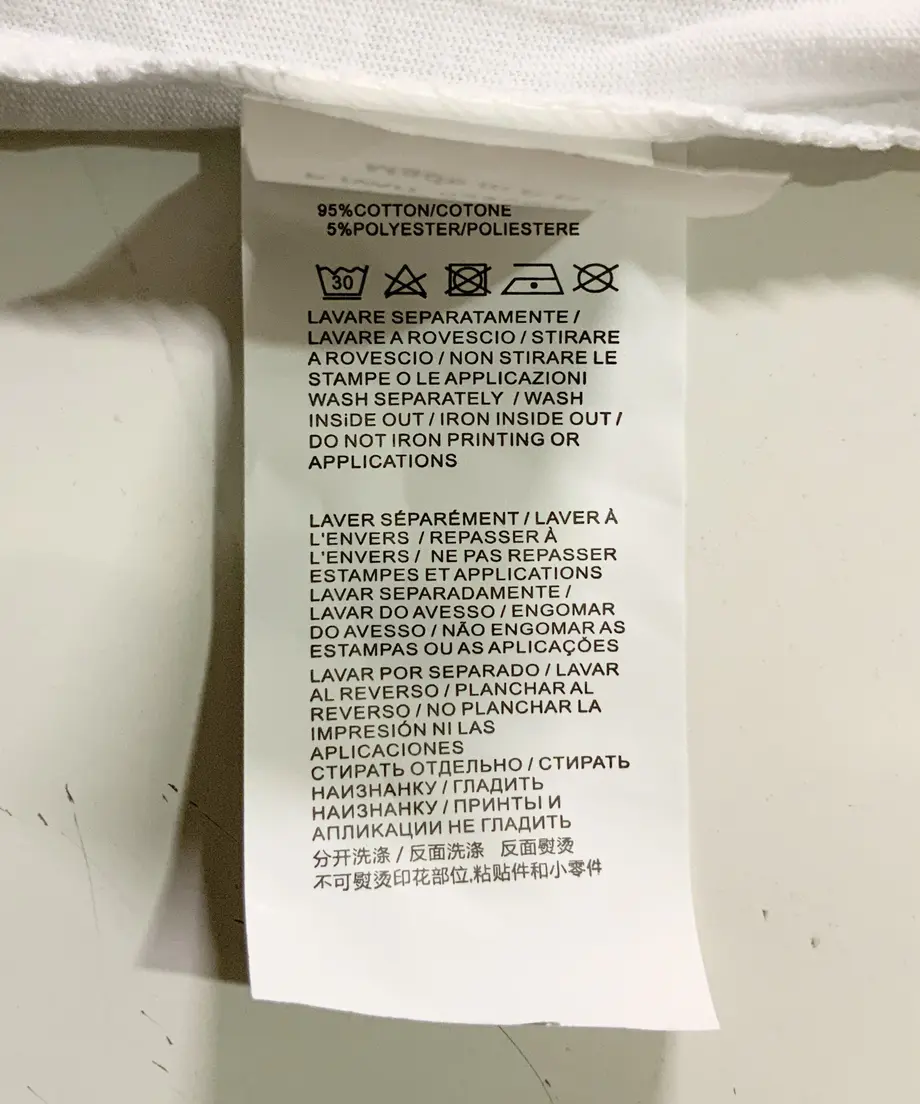 95%COTTON/COTONE
5%POLYESTER/POLIESTERE
30
LAVARE SEPARATAMENTE /
LAVARE A ROVESCIO / STIRARE
A ROVESCIO / NON STIRARE LE
STAMPE O LE APPLICAZIONI
WASH SEPARATELY / WASH
INSiDE OUT / IRON INSIDE OUT /
DO NOT IRON PRINTING OR
APPLICATIONS
LAVER SÉPARÉMENT / LAVER À
L'ENVERS / REPASSER À
L'ENVERS / NE PAS REPASSER
ESTAMPES ET APPLICATIONS
LAVAR SEPARADAMENTE /
LAVAR DO AVESSO / ENGOMAR
DO AVESSO / NÃO ENGOMAR AS
ESTAMPAS OU AS APLICAÇÕES
LAVAR POR SEPARADO / LAVAR
AL REVERSO / PLANCHAR AL
REVERSO / NO PLANCHAR LA
IMPRESIÓN NI LAS
APLICACIONES
СТИРАТЬ ОТДЕЛЬНО / СТИРАТЬ
НАИЗНАНКУ / ГЛАДИТЬ
НАИЗНАНКУ / ПРИНТЫ И
АПЛИКАЦИИ НЕ ГЛАДИТЬ
分开洗涤 / 反面洗涤 反面熨烫
不可熨烫印花部位,粘贴件和小零件